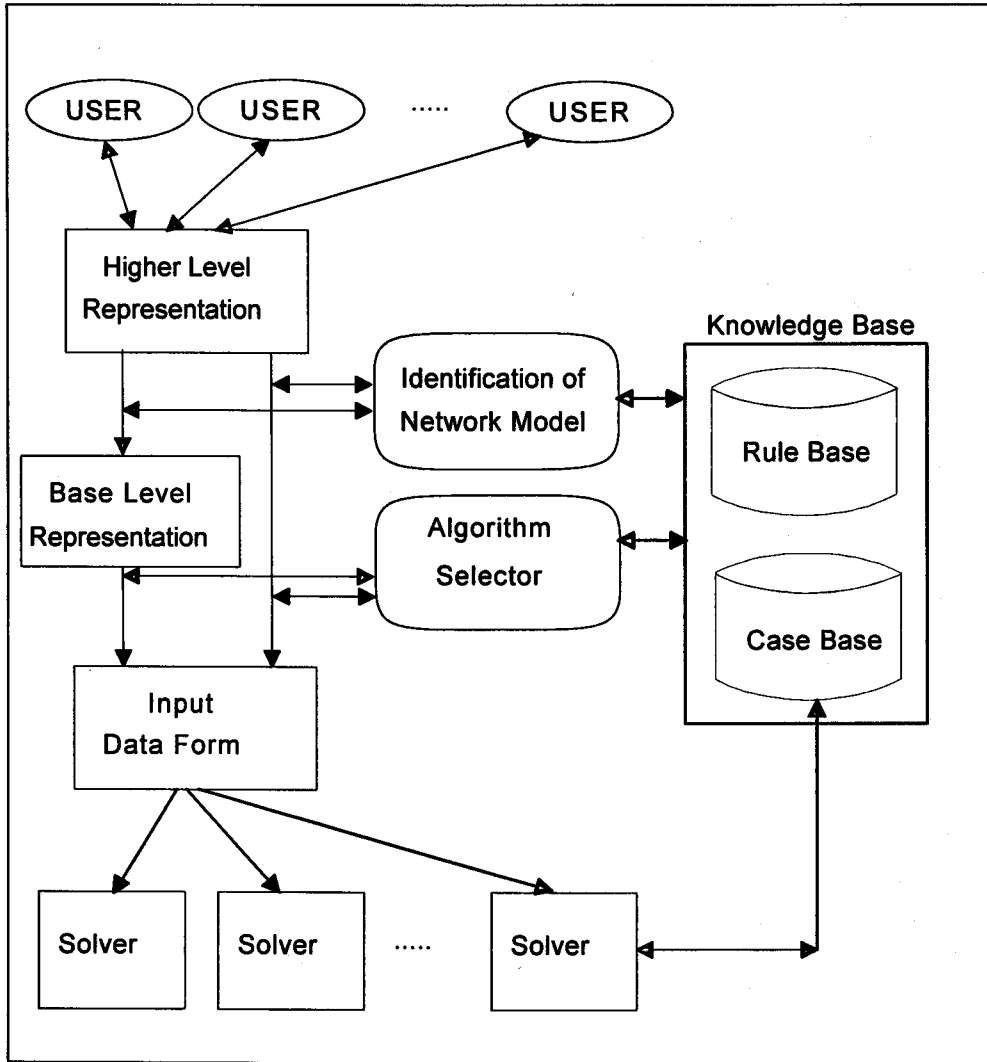 USER USER ..... USER
Higher Level
Representation
Knowledge Base
Identification of
Network Model
Rule Base
Base Level
Representation
Algorithm
Selector
Case Base
Input
Data Form
Solver Solver ..... Solver